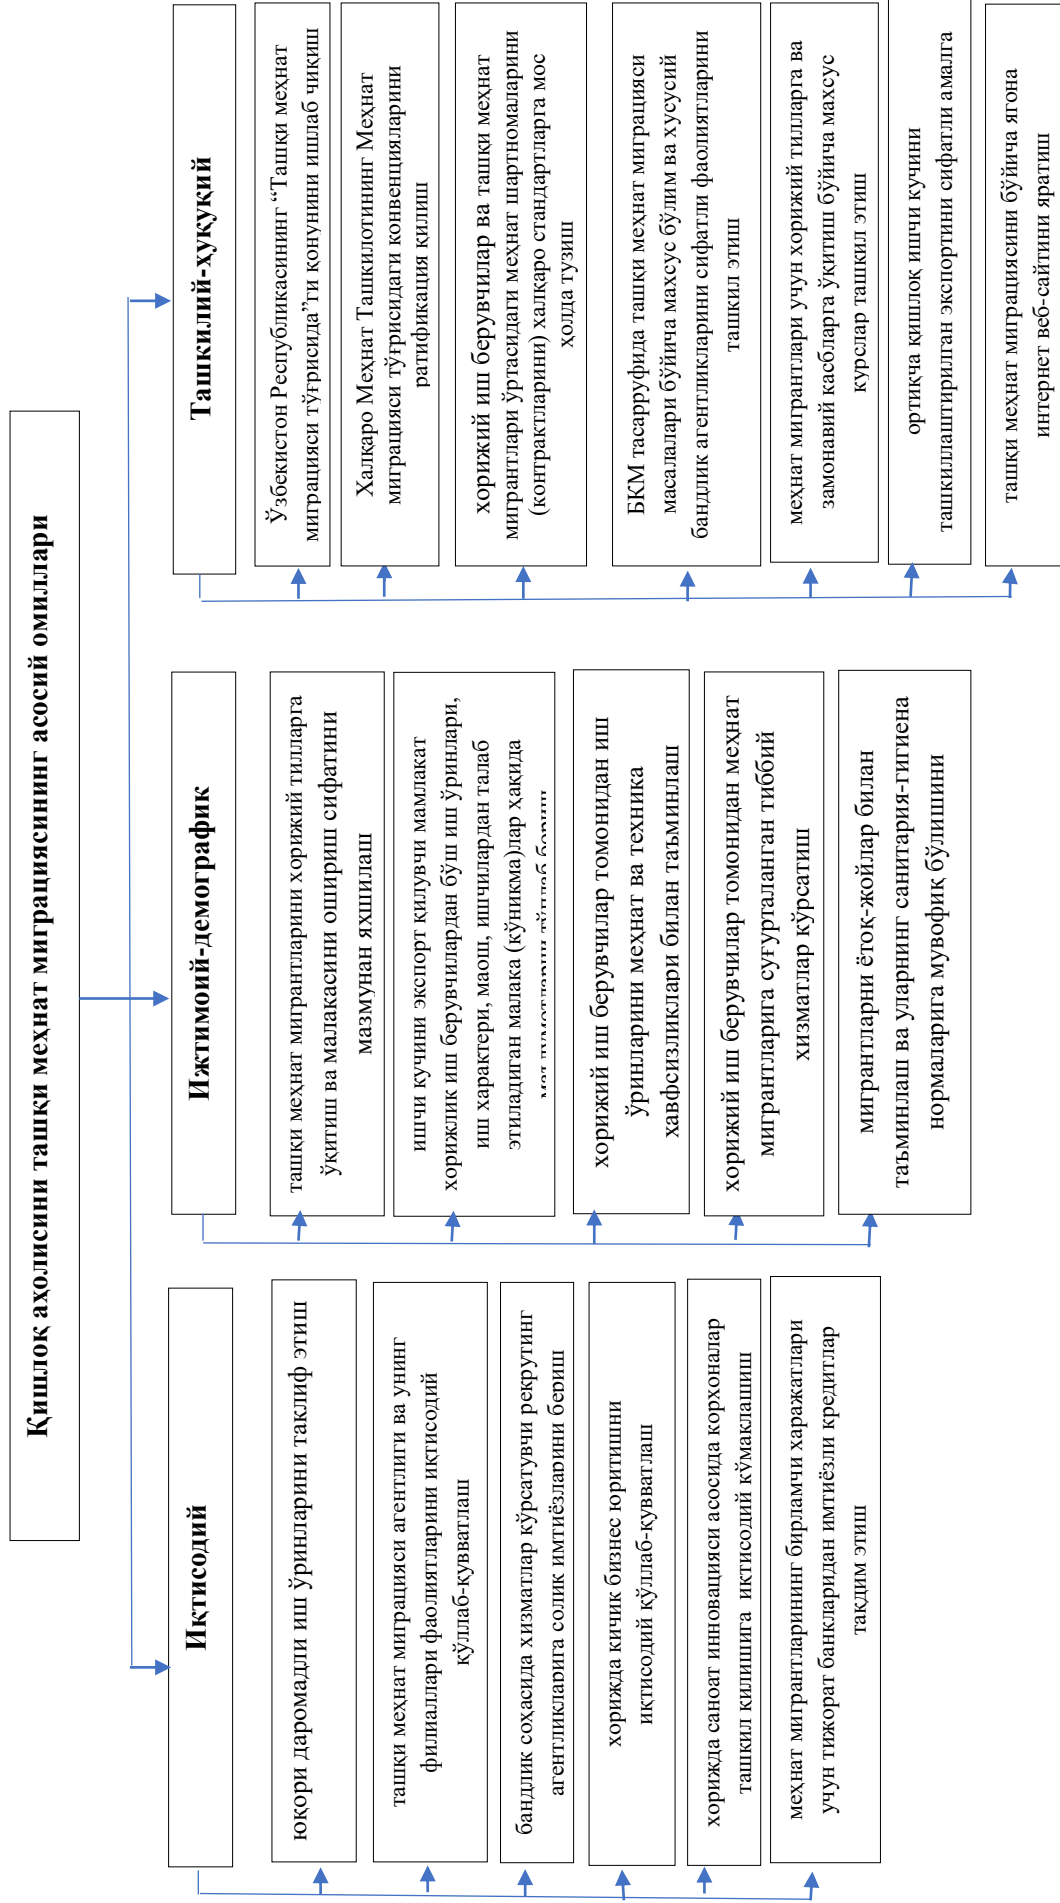 Қишлоқ аҳолисини ташқи меҳнат миграциясининг асосий омиллари
Иқтисодий
юқори даромадли иш ўринларини таклиф этиш
ташқи меҳнат миграцияси агентлиги ва унинг
филиаллари фаолиятларини иқтисодий
қўллаб-қувватлаш
бандлик соҳасида хизматлар кўрсатувчи рекрутинг
агентликларига солиқ имтиёзларини бериш
хорижда кичик бизнес юритишни
иқтисодий қўллаб-қувватлаш
хорижда саноат инновацияси асосида корхоналар
ташкил килишига иктисодий кўмаклашиш
меҳнат мигрантларининг бирламчи харажатлари
учун тижорат банкларидан имтиёзли кредитлар
тақдим этиш
Ижтимоий-демографик
ташқи меҳнат мигрантларини хорижий тилларга
ўқитиш ва малакасини ошириш сифатини
мазмунан яхшилаш
ишчи кучини экспорт қилувчи мамлакат
хорижлик иш берувчилардан бўш иш ўринлари,
иш характери, маош, ишчилардан талаб
этиладиган малака (кўникма)лар ҳақида
маълумотларни тўплаб бориш
хорижий иш берувчилар томонидан иш
ўринларини меҳнат ва техника
хавфсизликлари билан таъминлаш
хорижий иш берувчилар томонидан меҳнат
мигрантларига суғурталанган тиббий
хизматлар кўрсатиш
мигрантларни ётоқ-жойлар билан
таъминлаш ва уларнинг санитария-гигиена
нормаларига мувофиқ бўлишини
Ташкилий-ҳуқуқий
Ўзбекистон Республикасининг “Ташқи меҳнат
миграцияси тўғрисида”ги қонунини ишлаб чиқиш
Халқаро Меҳнат Ташкилотининг Меҳнат
миграцияси тўғрисидаги конвенцияларини
ратификация қилиш
хорижий иш берувчилар ва ташқи меҳнат
мигрантлари ўртасидаги меҳнат шартномаларини
(контрактларини) халқаро стандартларга мос
ҳолда тузиш
БКМ тасарруфида ташқи меҳнат миграцияси
масалалари бўйича махсус бўлим ва хусусий
бандлик агентликларини сифатли фаолиятларини
ташкил этиш
меҳнат мигрантлари учун хорижий тилларга ва
замонавий касбларга ўқитиш бўйича махсус
курслар ташкил этиш
ортиқча қишлоқ ишчи кучини
ташкиллаштирилган экспортини сифатли амалга
ташқи меҳнат миграциясини бўйича ягона
интернет веб-сайтини яратиш